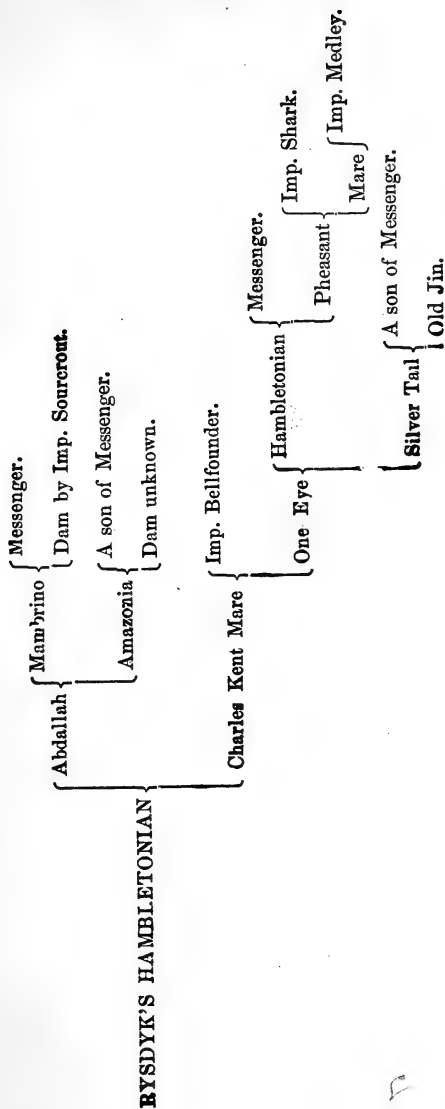 Messenger.
Mambrino
Dam by Imp. Sourcrout.
Abdallah
A son of Messenger.
Amazonia
Dam unknown.
RYSDYK'S HAMBLETONIAN
Imp. Bellfounder.
Charles Kent Mare
Messenger.
Hambletonian
Imp. Shark.
Pheasant
Mare
Imp. Medley.
One Eye
A son of Messenger.
Silver Tail
Old Jin.